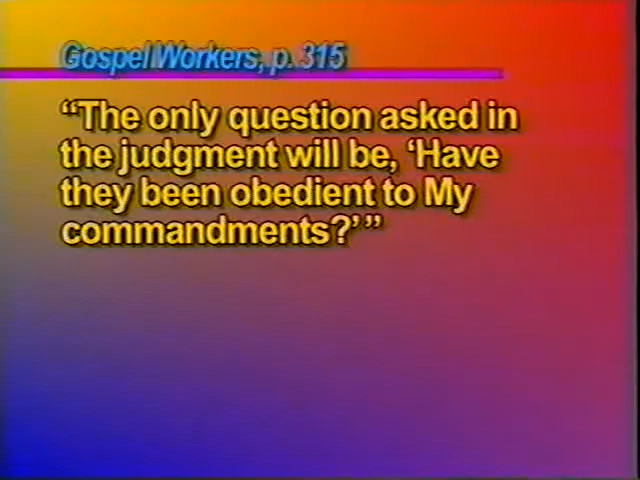 Gospel Workers, p. 315
“The only question asked in
the judgment will be, ‘Have
they been obedient to My
commandments?’”